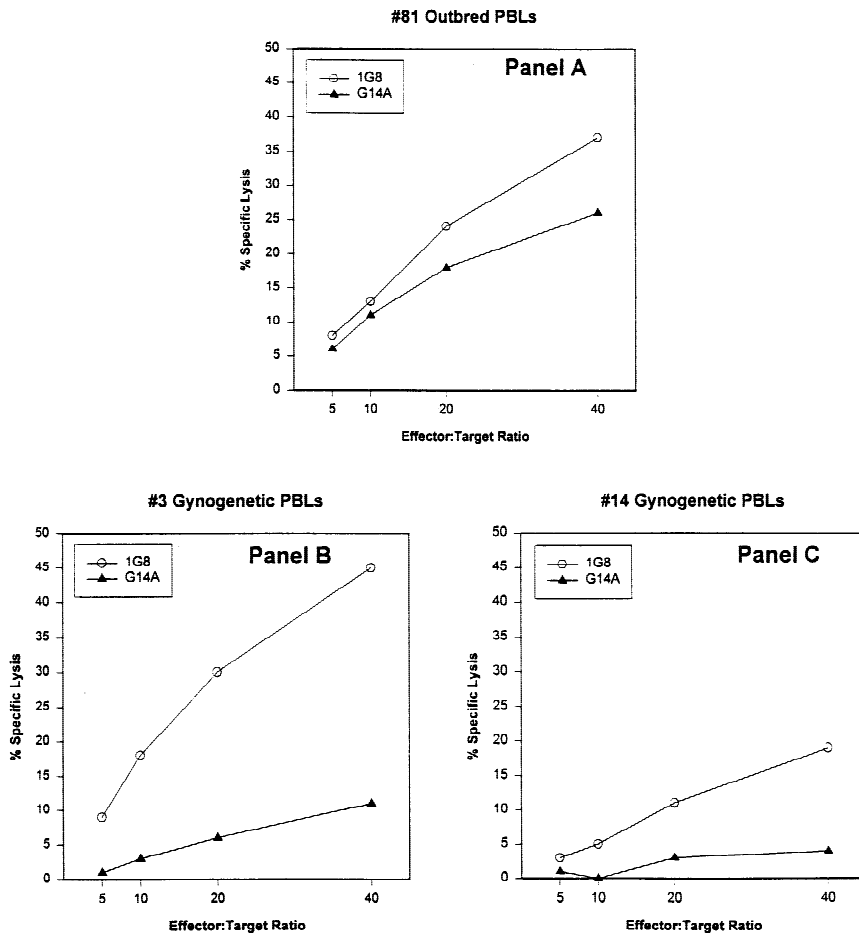 #81 Outbred PBLs
Panel A
1G8
G14A
50
45
40
35
30
25
20
15
10
5
0
% Specific Lysis
5 10 20 40
Effector:Target Ratio
#3 Gynogenetic PBLs
Panel B
1G8
G14A
50
45
40
35
30
25
20
15
10
5
0
% Specific Lysis
5 10 20 40
Effector:Target Ratio
#14 Gynogenetic PBLs
Panel C
1G8
G14A
50
45
40
35
30
25
20
15
10
5
0
% Specific Lysis
5 10 20 40
Effector:Target Ratio